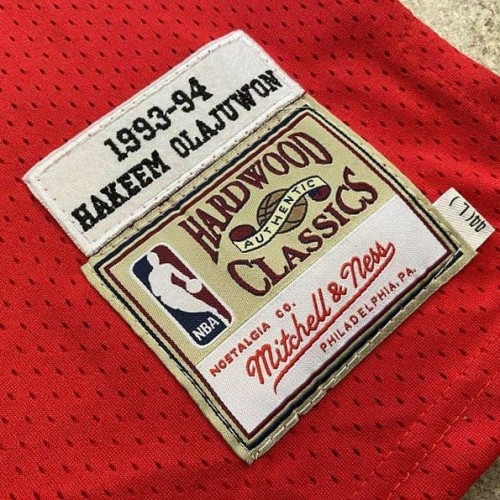 1993-94
HAKEEM OLAJUWON
HARDWOOD
AUTHENTIC
CLASSICS
NBA
NOSTALGIA CO.
Mitchell & Ness
PHILADELPHIA, PA.